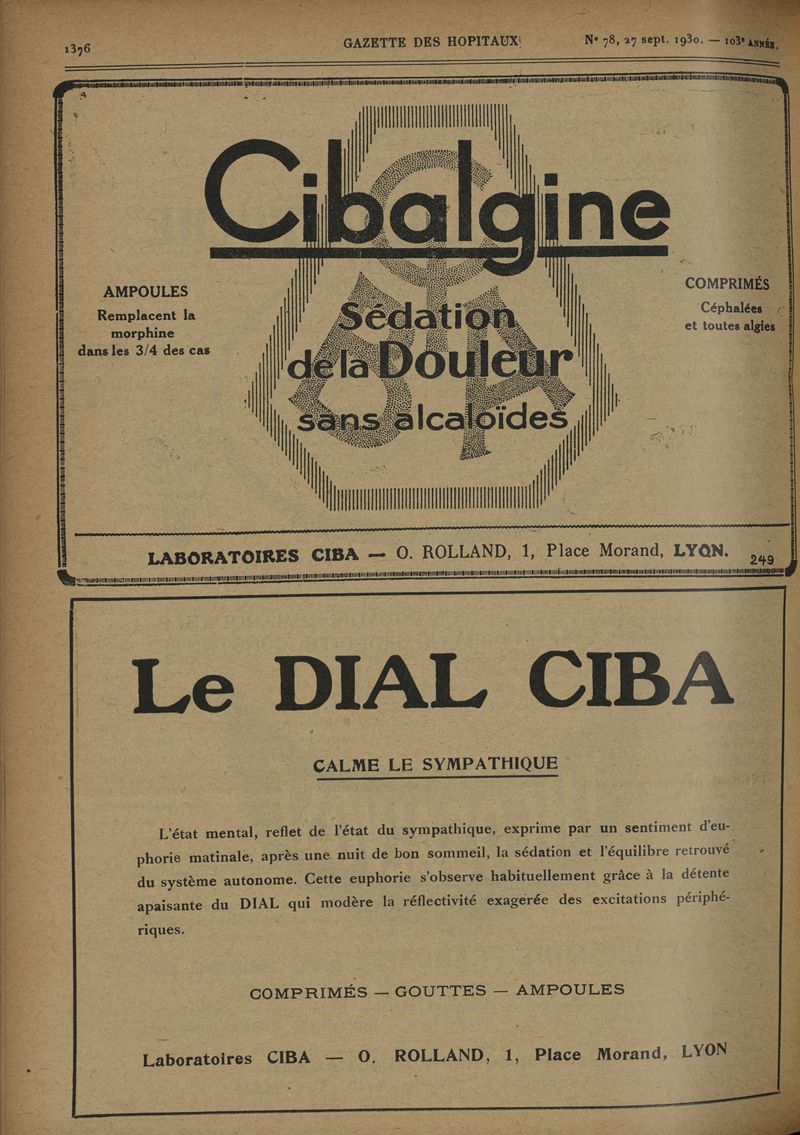 1376
GAZETTE DES HOPITAUX
N° 78, 27 sept. 1930. — 103e ANNÉE.
Cibalgine
AMPOULES
Remplacent la
morphine
dans les 3/4 des cas
COMPRIMÉS
Céphalées
et toutes algies
CIBA
Sédation
de la Douleur
sans alcaloïdes
LABORATOIRES CIBA — O. ROLLAND, 1, Place Morand, LYON.
249
Le DIAL CIBA
CALME LE SYMPATHIQUE
L'état mental, reflet de l'état du sympathique, exprime par un sentiment d'eu-
phorie matinale, après une nuit de bon sommeil, la sédation et l'équilibre retrouvé
du système autonome. Cette euphorie s'observe habituellement grâce à la détente
apaisante du DIAL qui modère la réflectivité exagérée des excitations périphé-
riques.
COMPRIMÉS — GOUTTES — AMPOULES
Laboratoires CIBA — O. ROLLAND, 1, Place Morand, LYON